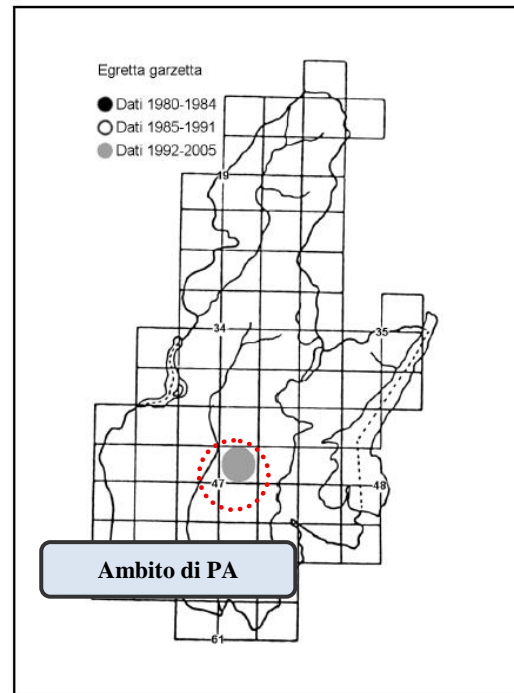 Egretta garzetta
Dati 1980-1984
Dati 1985-1991
Dati 1992-2005
19
34
35
47
48
Ambito di PA
61